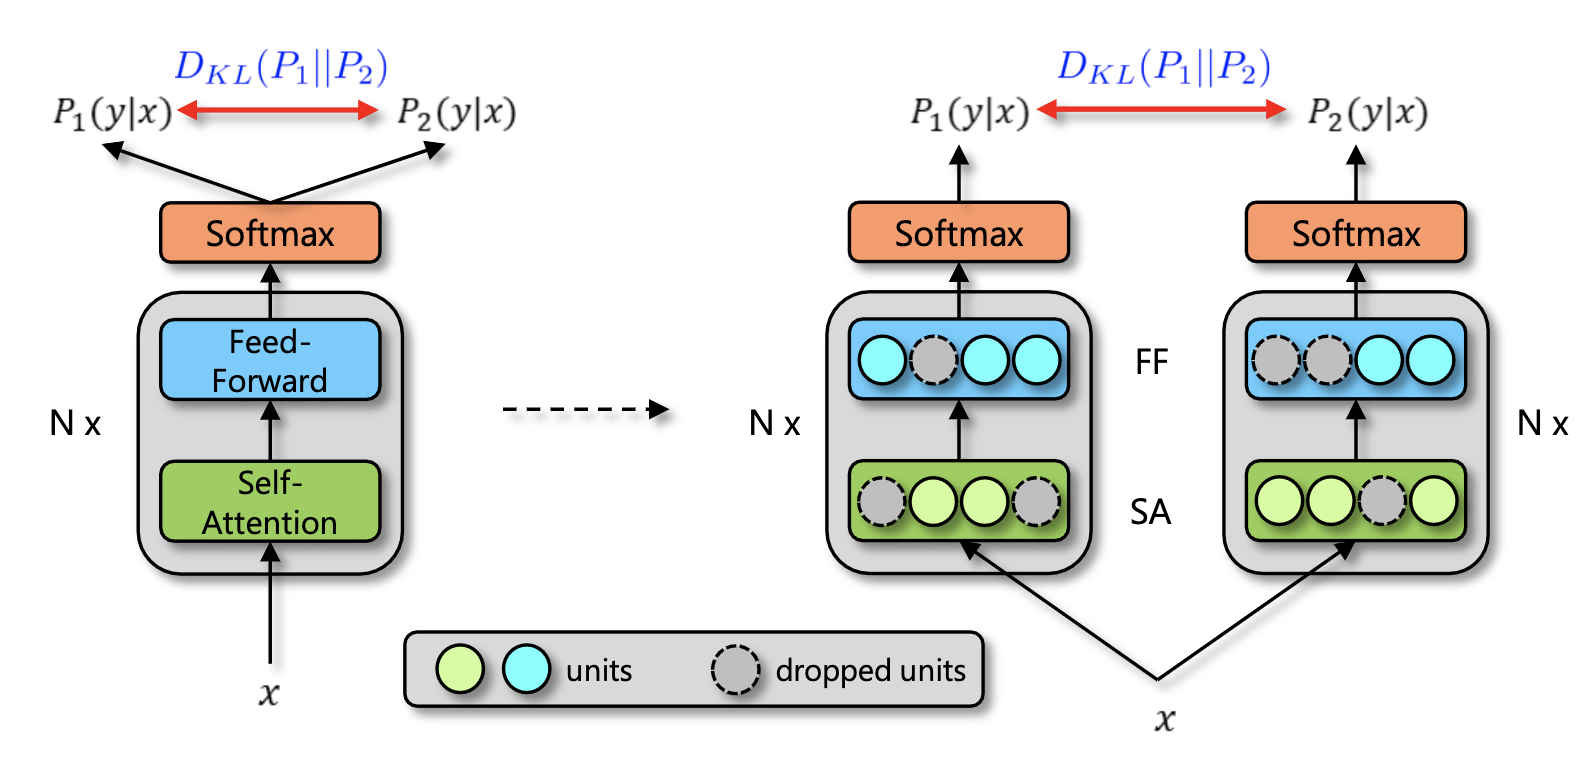 D_{KL}(P_1||P_2)
P_1(y|x)
P_2(y|x)
Softmax
Feed-
Forward
N x
Self-
Attention
x
D_{KL}(P_1||P_2)
P_1(y|x)
P_2(y|x)
Softmax
Softmax
FF
N x
N x
SA
x
units
dropped units